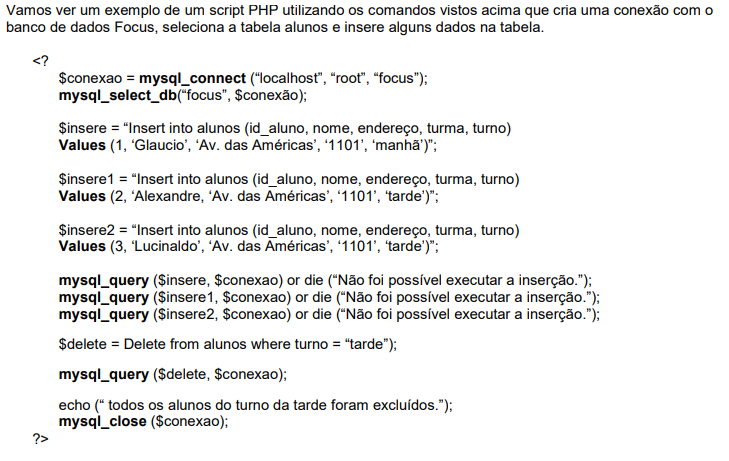 Vamos ver um exemplo de um script PHP utilizando os comandos vistos acima que cria uma conexão com o
banco de dados Focus, seleciona a tabela alunos e insere alguns dados na tabela.
<?
$conexao = mysql_connect (“localhost”, “root”, “focus”);
mysql_select_db(“focus”, $conexão);
$insere = “Insert into alunos (id_aluno, nome, endereço, turma, turno)
Values (1, ‘Glaucio’, ‘Av. das Américas’, ‘1101’, ‘manhã’)”;
$insere1 = “Insert into alunos (id_aluno, nome, endereço, turma, turno)
Values (2, ‘Alexandre, ‘Av. das Américas’, ‘1101’, ‘tarde’)”;
$insere2 = “Insert into alunos (id_aluno, nome, endereço, turma, turno)
Values (3, ‘Lucinaldo’, ‘Av. das Américas’, ‘1101’, ‘tarde’)”;
mysql_query ($insere, $conexao) or die (“Não foi possível executar a inserção.”);
mysql_query ($insere1, $conexao) or die (“Não foi possível executar a inserção.”);
mysql_query ($insere2, $conexao) or die (“Não foi possível executar a inserção.”);
$delete = Delete from alunos where turno = “tarde”);
mysql_query ($delete, $conexao);
echo (“ todos os alunos do turno da tarde foram excluídos.”);
mysql_close ($conexao);
?>